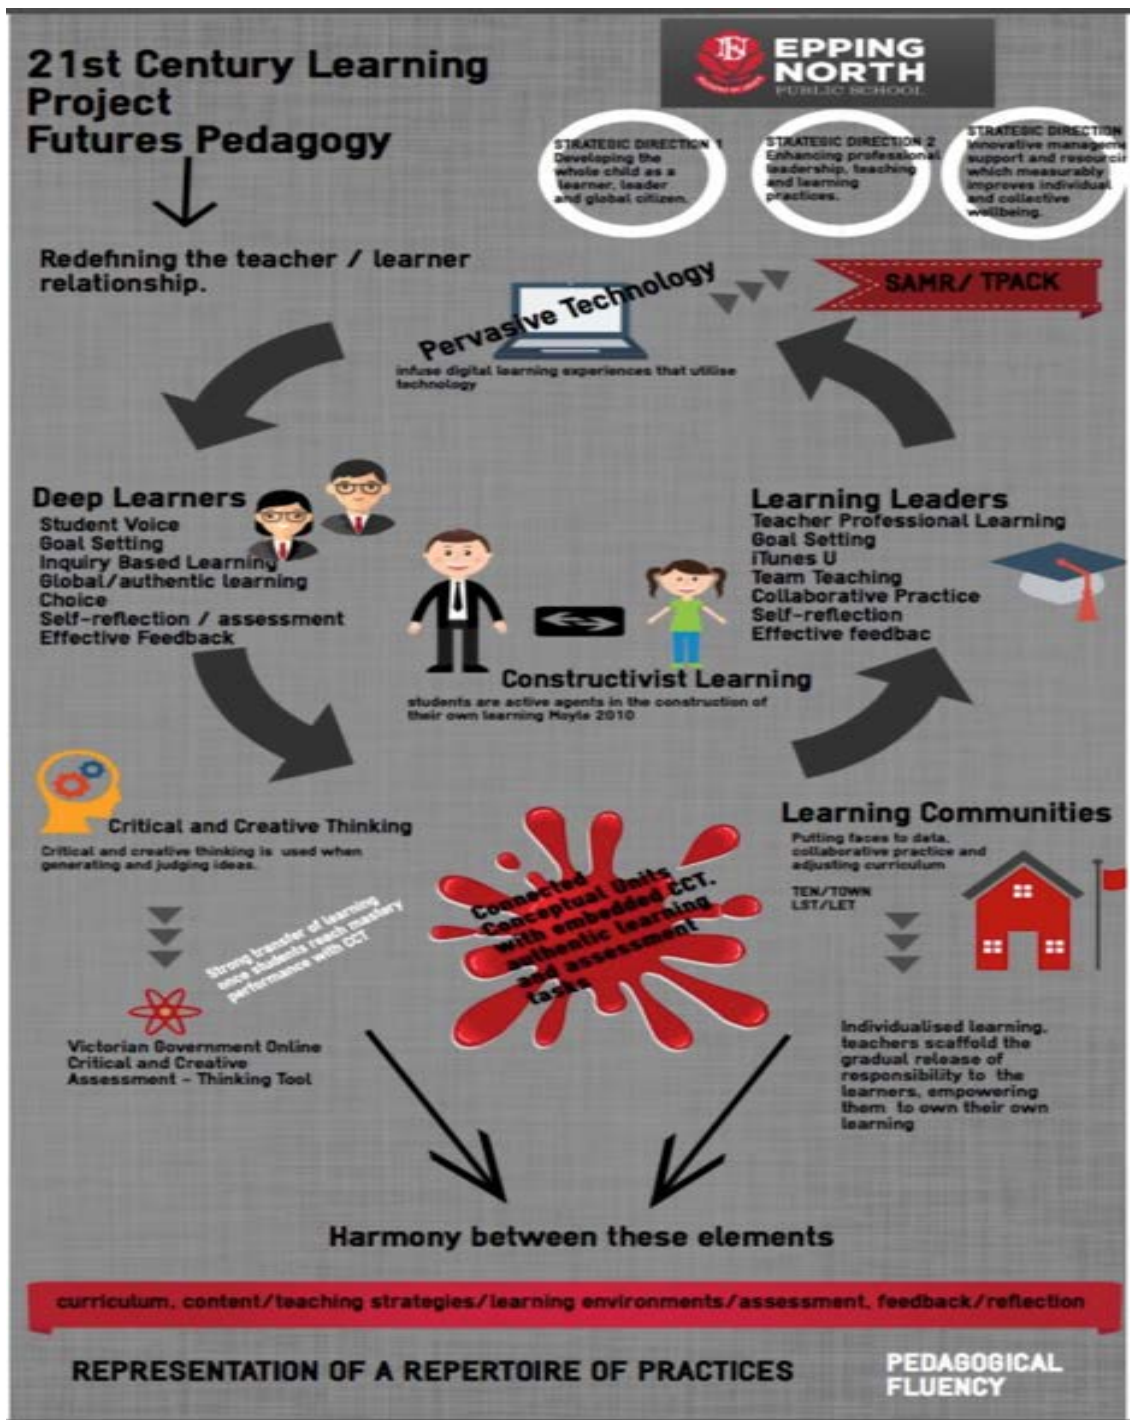 21st Century Learning
Project
Futures Pedagogy
EPPING
NORTH
PUBLIC SCHOOL
STRATEGIC DIRECTION 1
Developing the
whole child as a
learner, leader
and global citizen.
STRATEGIC DIRECTION 2
Enhancing professional
leadership, teaching
and learning
practices.
STRATEGIC DIRECTION
Innovative manageme
support and resourcin
which measurably
improves individual
and collective
wellbeing.
Redefining the teacher / learner
relationship.
Pervasive Technology
infuse digital learning experiences that utilise
technology
SAMR/ TPACK
Deep Learners
Student Voice
Goal Setting
Inquiry Based Learning
Global/authentic learning
Choice
Self-reflection / assessment
Effective Feedback
Learning Leaders
Teacher Professional Learning
Goal Setting
iTunes U
Team Teaching
Collaborative Practice
Self-reflection
Effective feedbac
Constructivist Learning
students are active agents in the construction of
their own learning Moyle 2010
Critical and Creative Thinking
Critical and creative thinking is used when
generating and judging ideas.
Strong transfer of learning
once students reach mastery
performance with CCT
Victorian Government Online
Critical and Creative
Assessment - Thinking Tool
Connected
Conceptual Units
with embedded CCT.
authentic learning
and assessment
tasks
Learning Communities
Putting faces to data,
collaborative practice and
adjusting curriculum
TEN/TOWN
LST/LET
Individualised learning.
teachers scaffold the
gradual release of
responsibility to the
learners, empowering
them to own their own
learning
Harmony between these elements
curriculum, content/teaching strategies/learning environments/assessment, feedback/reflection
REPRESENTATION OF A REPERTOIRE OF PRACTICES
PEDAGOGICAL
FLUENCY